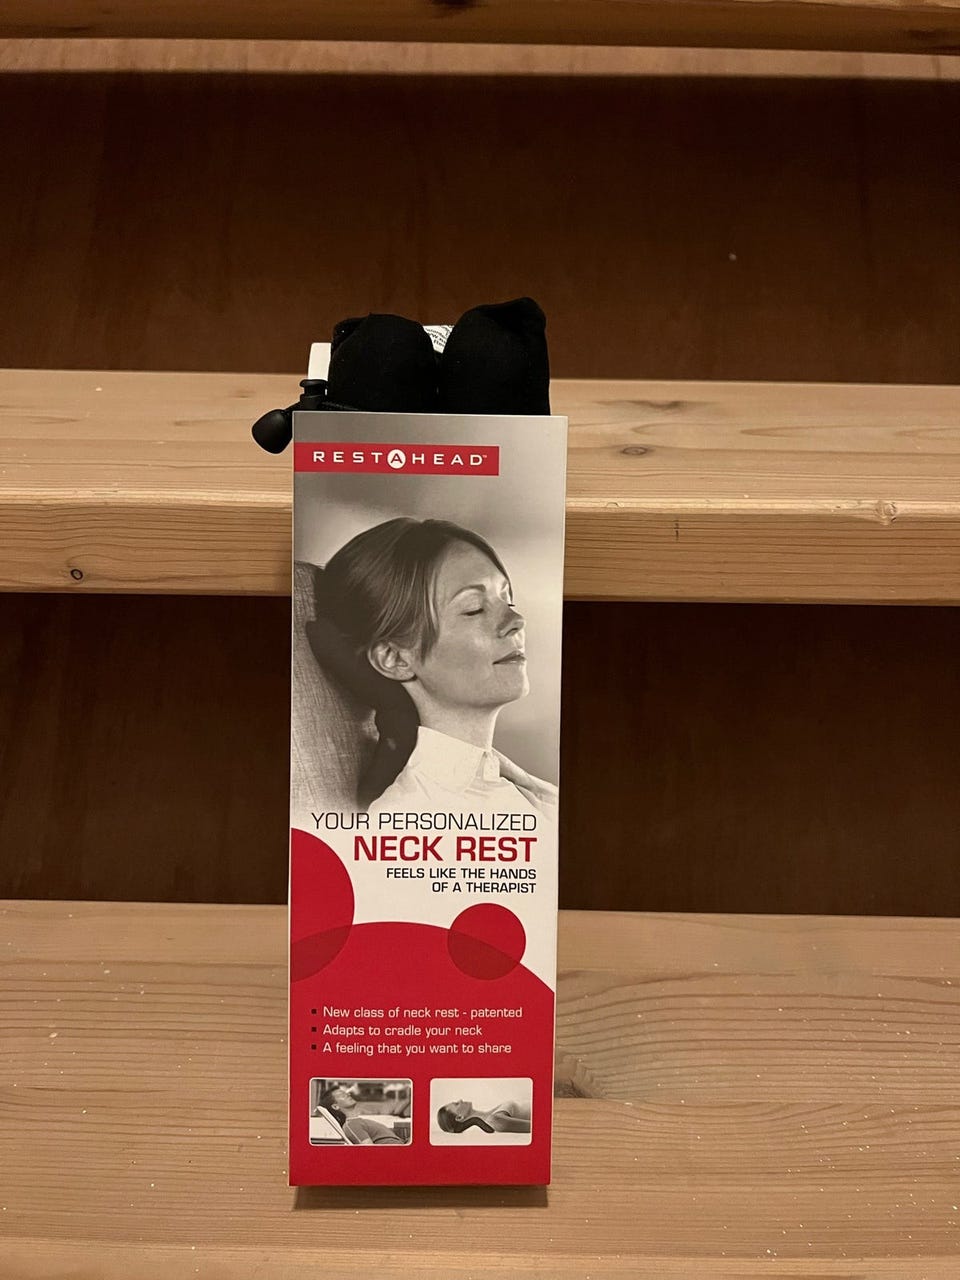 RESTAHEAD™
YOUR PERSONALIZED
NECK REST
FEELS LIKE THE HANDS
OF A THERAPIST
New class of neck rest - patented
Adapts to cradle your neck
A feeling that you want to share